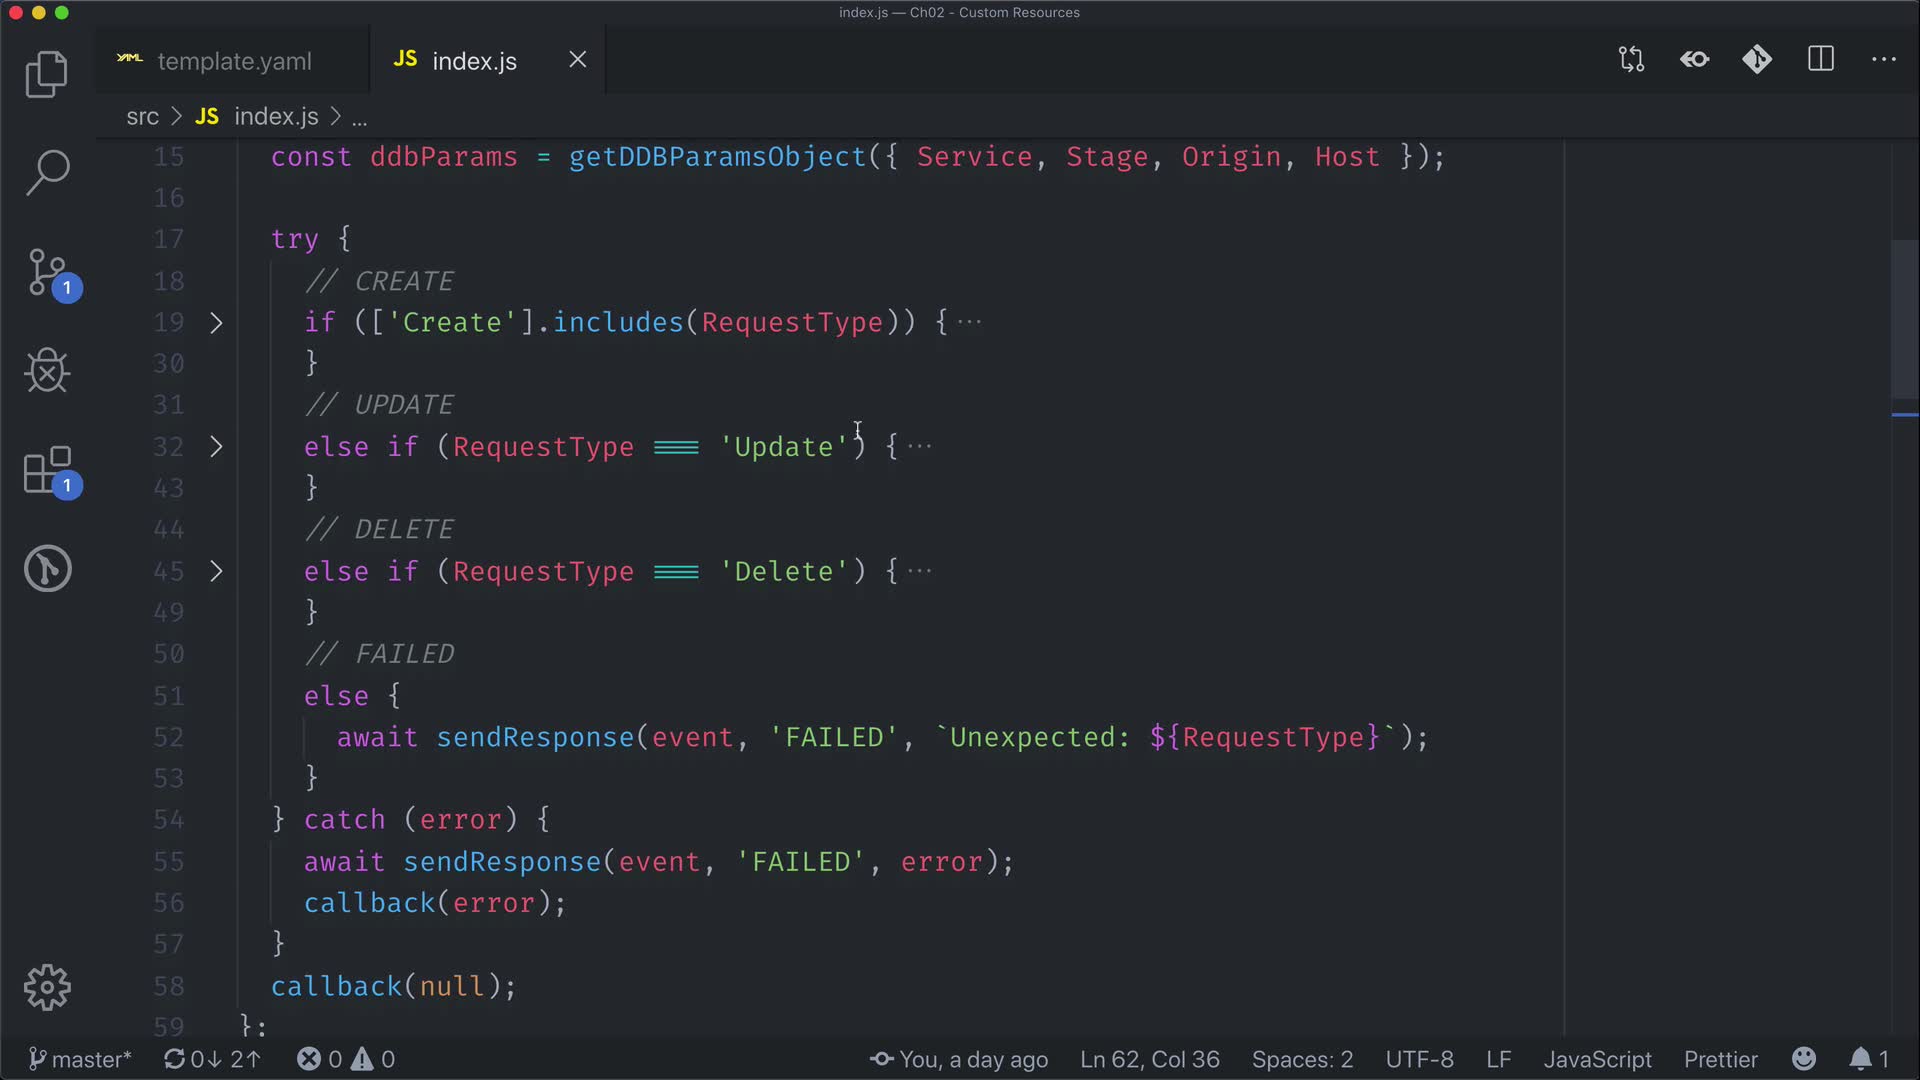 index.js — Ch02 - Custom Resources
YAML template.yaml
JS index.js
src > JS index.js > ...
15 const ddbParams = getDDBParamsObject({ Service, Stage, Origin, Host });
16
17 try {
18 // CREATE
19 if (['Create'].includes(RequestType)) {···
30 }
31 // UPDATE
32 else if (RequestType === 'Update') {···
43 }
44 // DELETE
45 else if (RequestType === 'Delete') {···
49 }
50 // FAILED
51 else {
52 await sendResponse(event, 'FAILED', `Unexpected: ${RequestType}`);
53 }
54 } catch (error) {
55 await sendResponse(event, 'FAILED', error);
56 callback(error);
57 }
58 callback(null);
59 };
1
1
master* 0↓ 2↑ 0 0 You, a day ago Ln 62, Col 36 Spaces: 2 UTF-8 LF JavaScript Prettier 1